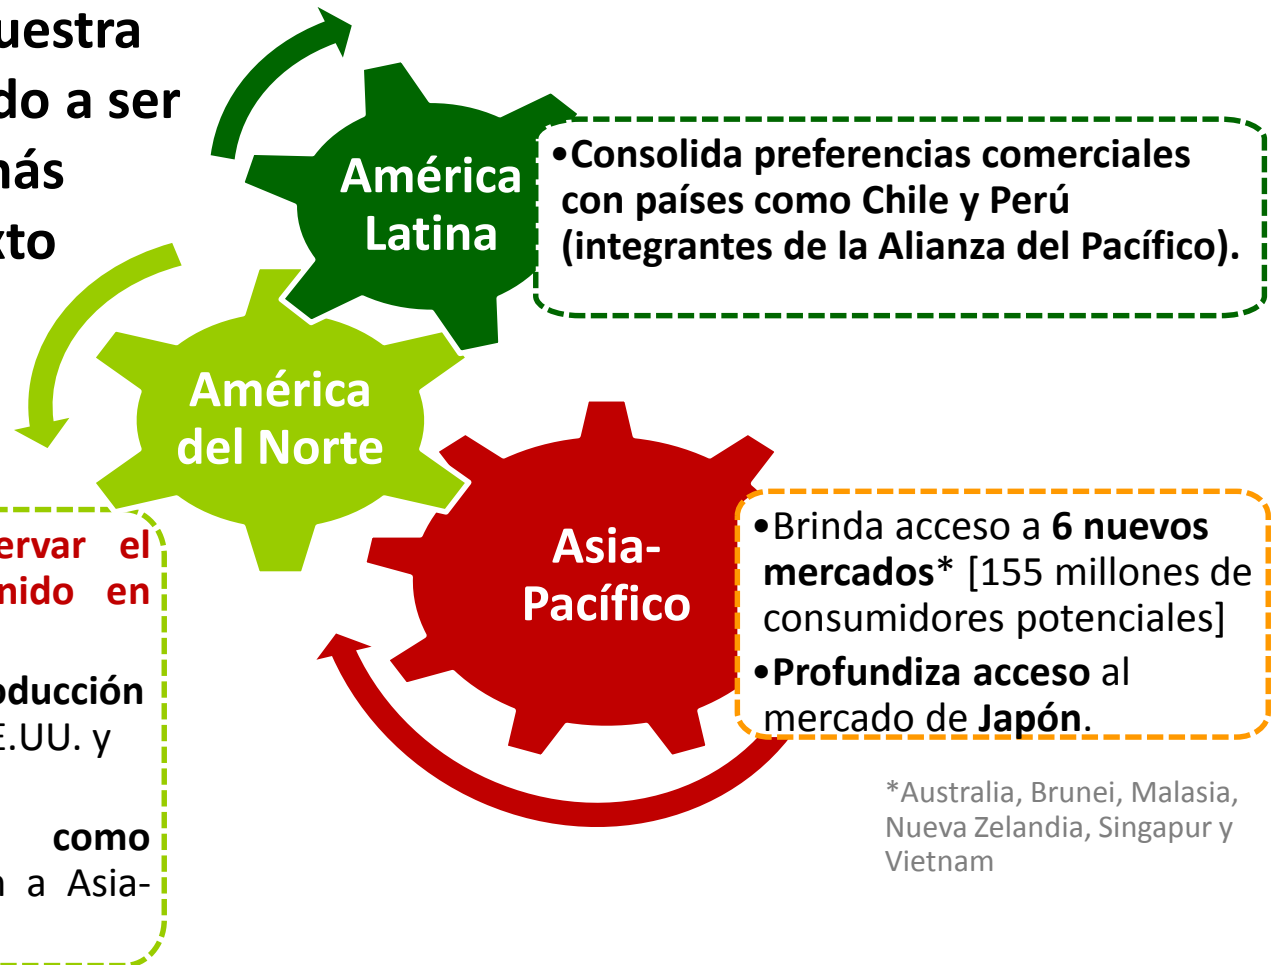 uestra
do a ser
más
xto
América
Latina
•Consolida preferencias comerciales
con países como Chile y Perú
(integrantes de la Alianza del Pacífico).
América
del Norte
ervar el
nido en
oducción
E.UU. y
como
a Asia-
Asia-
Pacífico
•Brinda acceso a 6 nuevos
mercados* [155 millones de
consumidores potenciales]
•Profundiza acceso al
mercado de Japón.
*Australia, Brunei, Malasia,
Nueva Zelandia, Singapur y
Vietnam